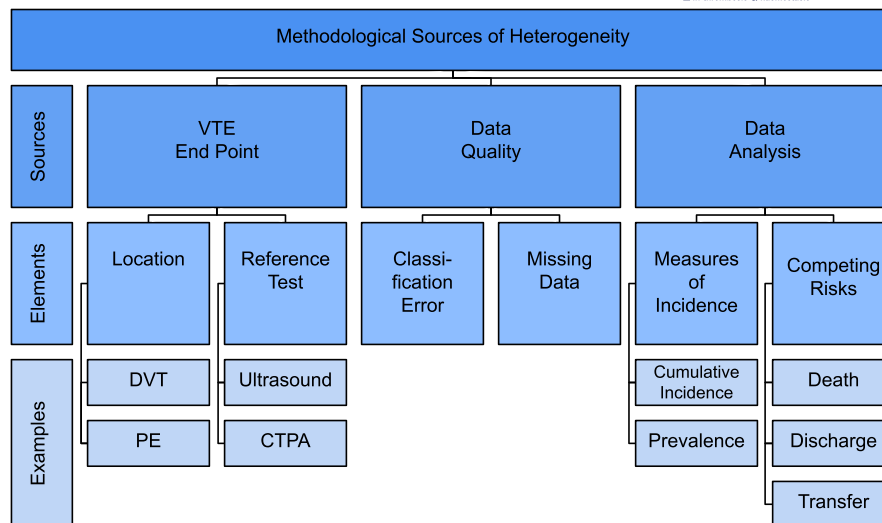 Methodological Sources of Heterogeneity
Sources
VTE
End Point
Data
Quality
Data
Analysis
Elements
Location
Reference
Test
Classi-
fication
Error
Missing
Data
Measures
of
Incidence
Competing
Risks
Examples
DVT
Ultrasound
Cumulative
Incidence
Death
PE
CTPA
Prevalence
Discharge
Transfer